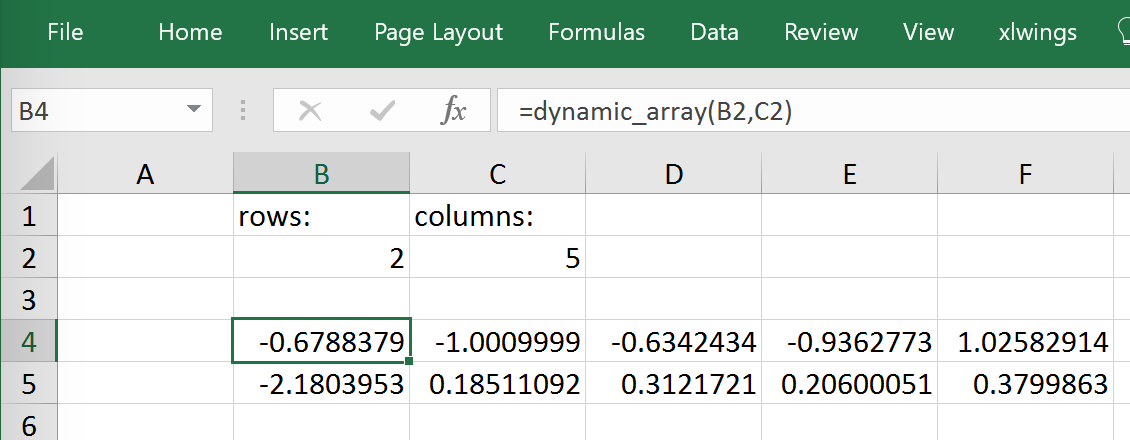 File Home Insert Page Layout Formulas Data Review View xlwings
B4 fx =dynamic_array(B2,C2)
A B C D E F
1 rows: columns:
2 2 5
3
4 -0.6788379 -1.0009999 -0.6342434 -0.9362773 1.02582914
5 -2.1803953 0.18511092 0.3121721 0.20600051 0.3799863
6